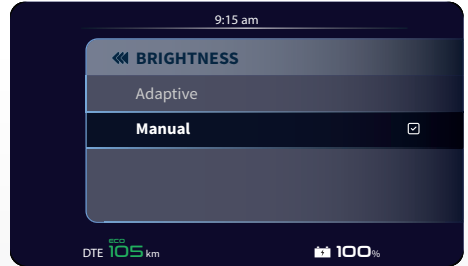 9:15 am
BRIGHTNESS
Adaptive
Manual
ECO
DTE 105 km 100%